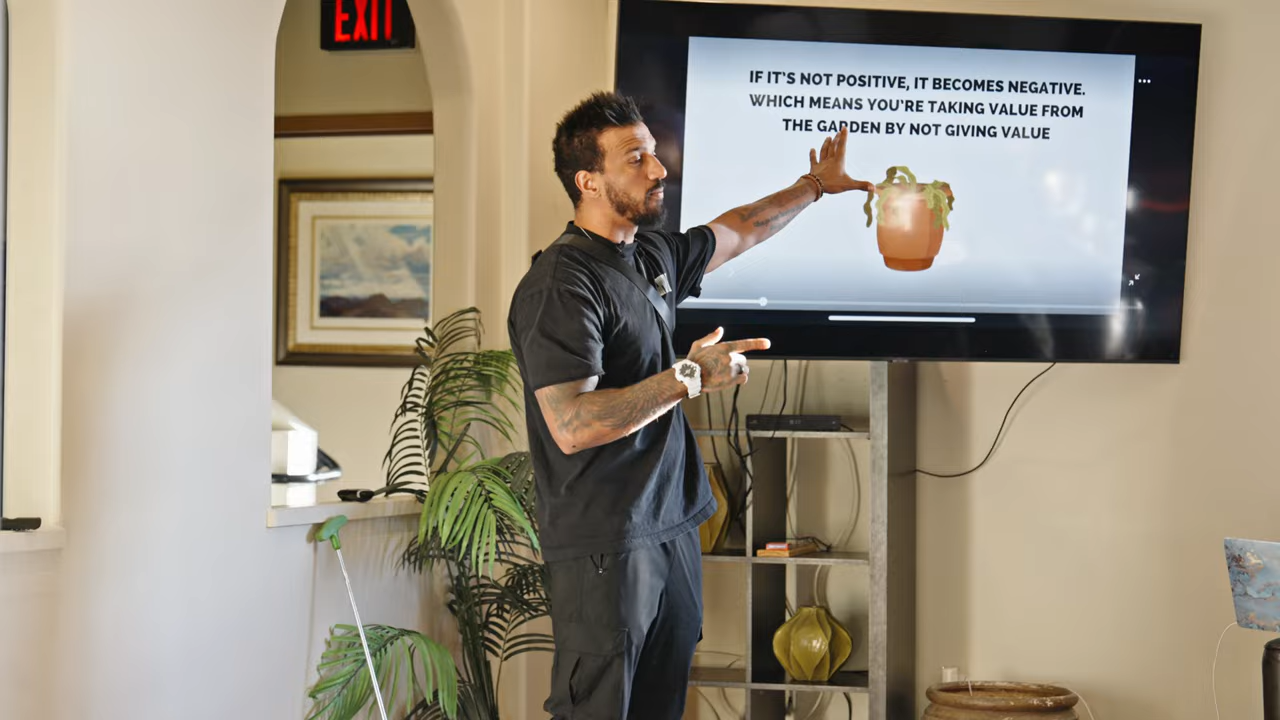 EXIT
IF IT'S NOT POSITIVE, IT BECOMES NEGATIVE.
WHICH MEANS YOU'RE TAKING VALUE FROM
THE GARDEN BY NOT GIVING VALUE